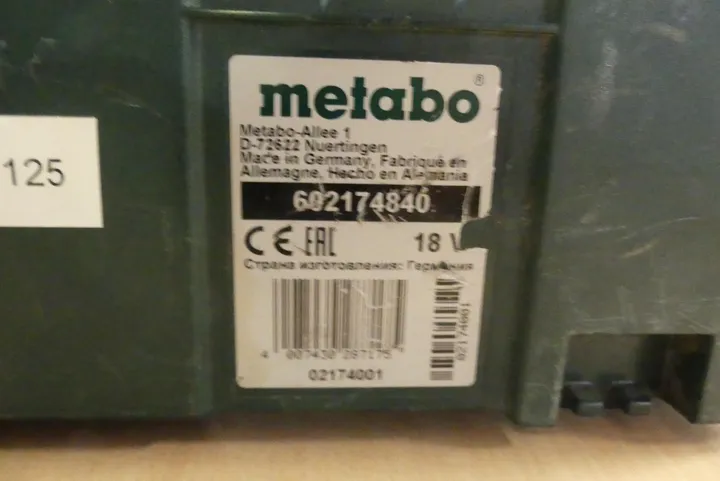 metabo®
Metabo-Allee 1
D-72622 Nuertingen
Made in Germany, Fabriqué en
Allemagne, Hecho en Alemania
602174840
CE EAC 18 V
Страна изготовления: Германия
02174001
4 007430 287175
02174001
125